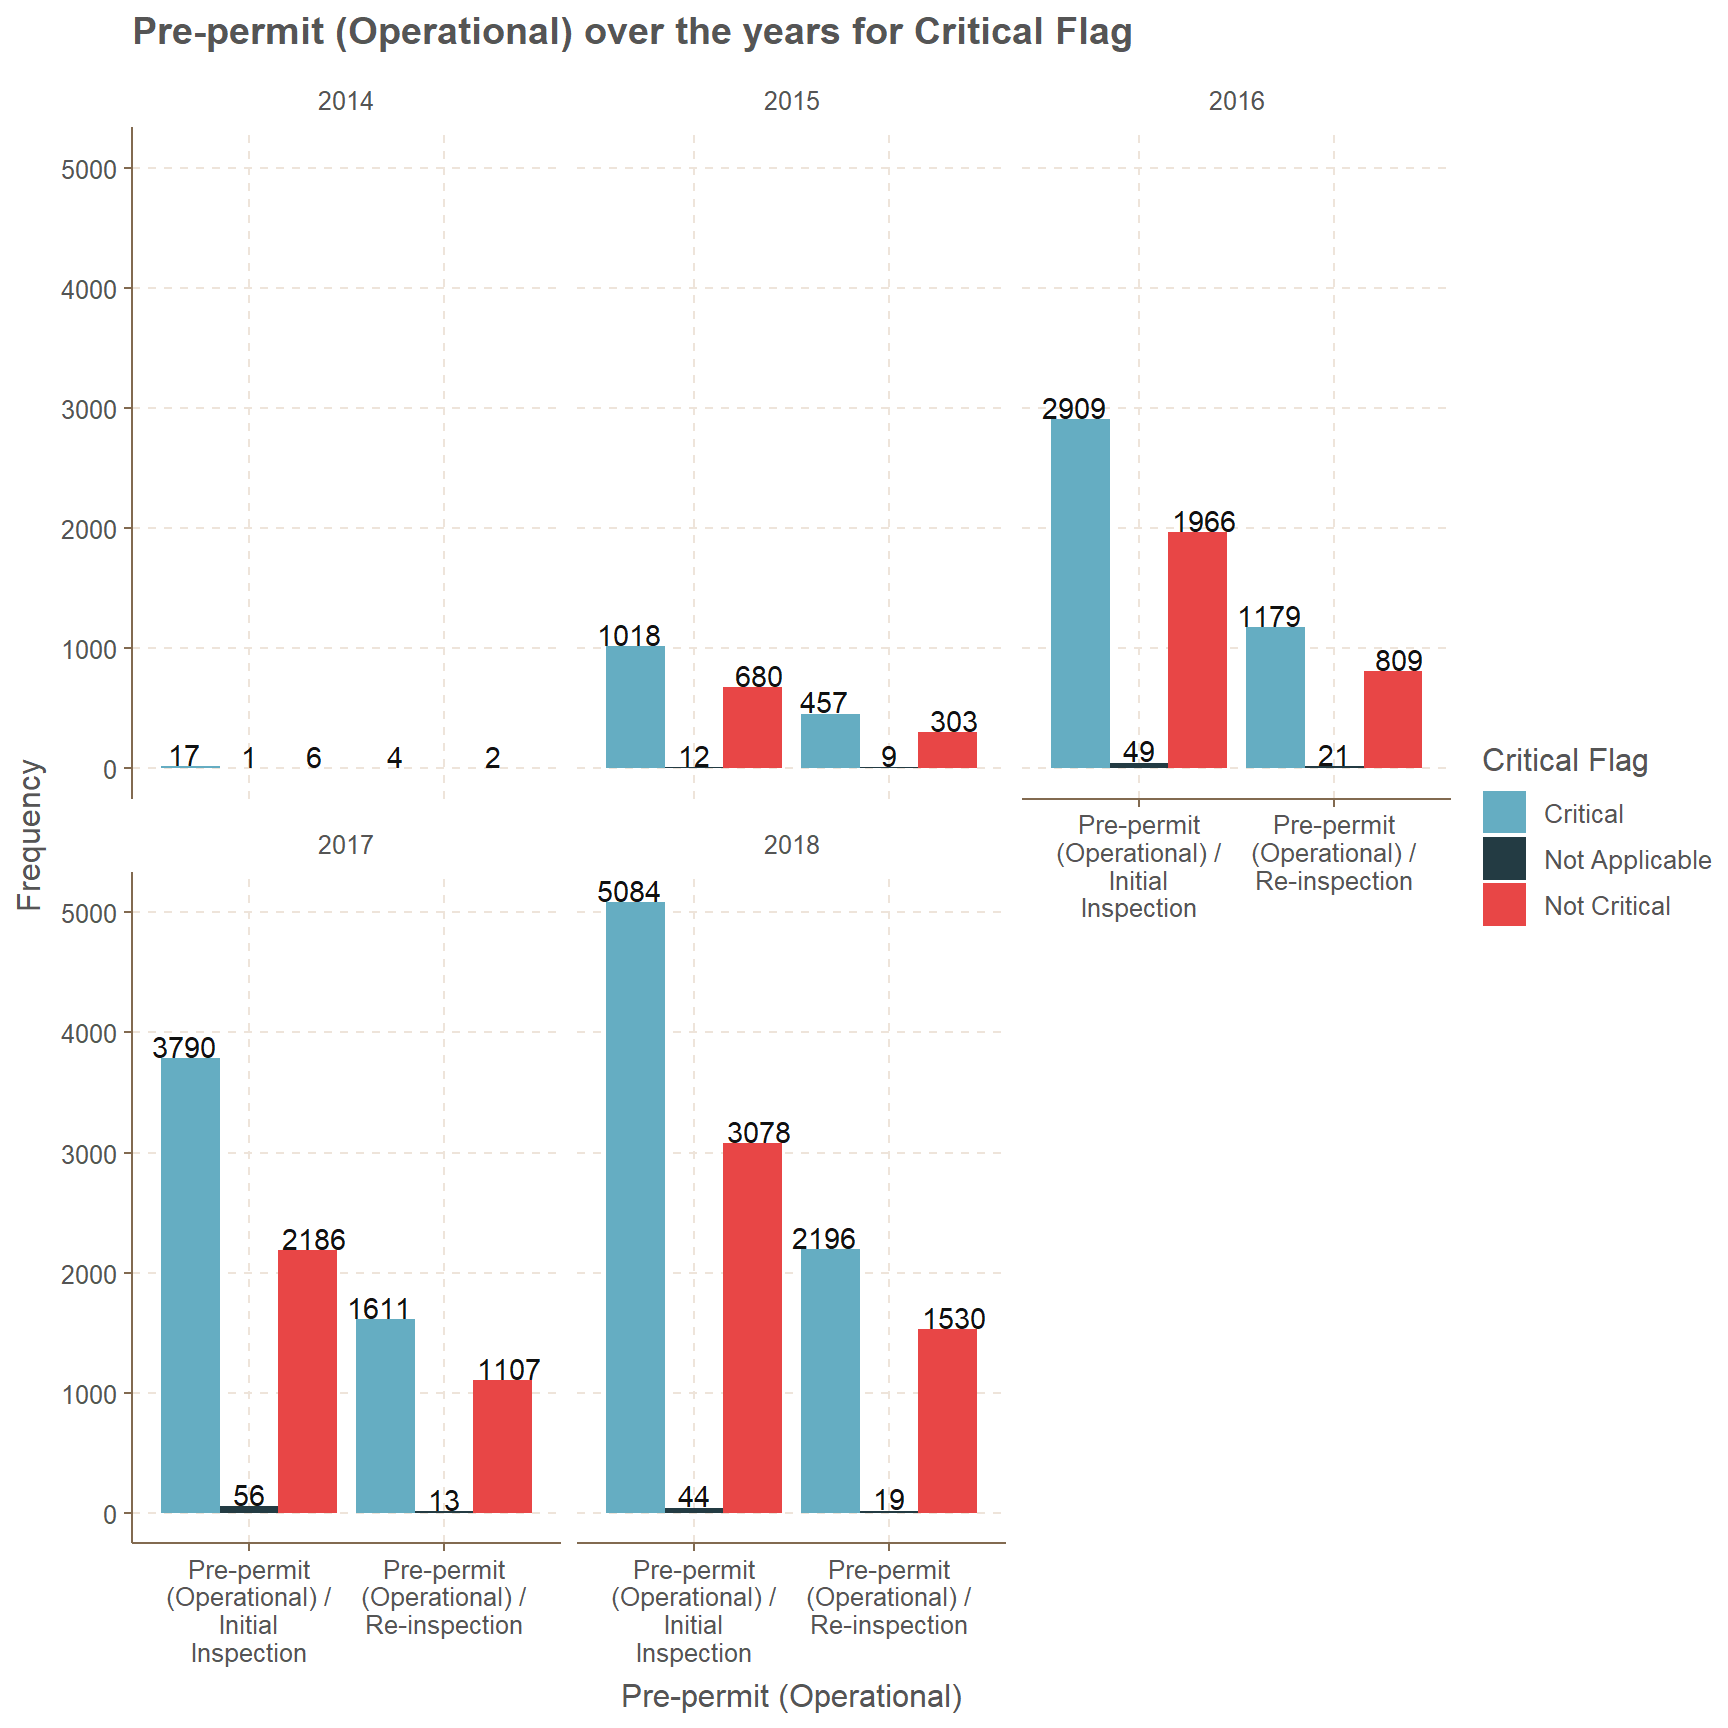 Pre-permit (Operational) over the years for Critical Flag
2014
2015
2016
5000
4000
3000
2000
1000
0
17
1
6
4
2
1018
12
680
457
9
303
2909
49
1966
1179
21
809
Pre-permit
(Operational) /
Initial
Inspection
Pre-permit
(Operational) /
Re-inspection
Frequency
Critical Flag
Critical
Not Applicable
Not Critical
2017
2018
5000
4000
3000
2000
1000
0
3790
56
2186
1611
13
1107
5084
44
3078
2196
19
1530
Pre-permit
(Operational) /
Initial
Inspection
Pre-permit
(Operational) /
Re-inspection
Pre-permit
(Operational) /
Initial
Inspection
Pre-permit
(Operational) /
Re-inspection
Pre-permit (Operational)